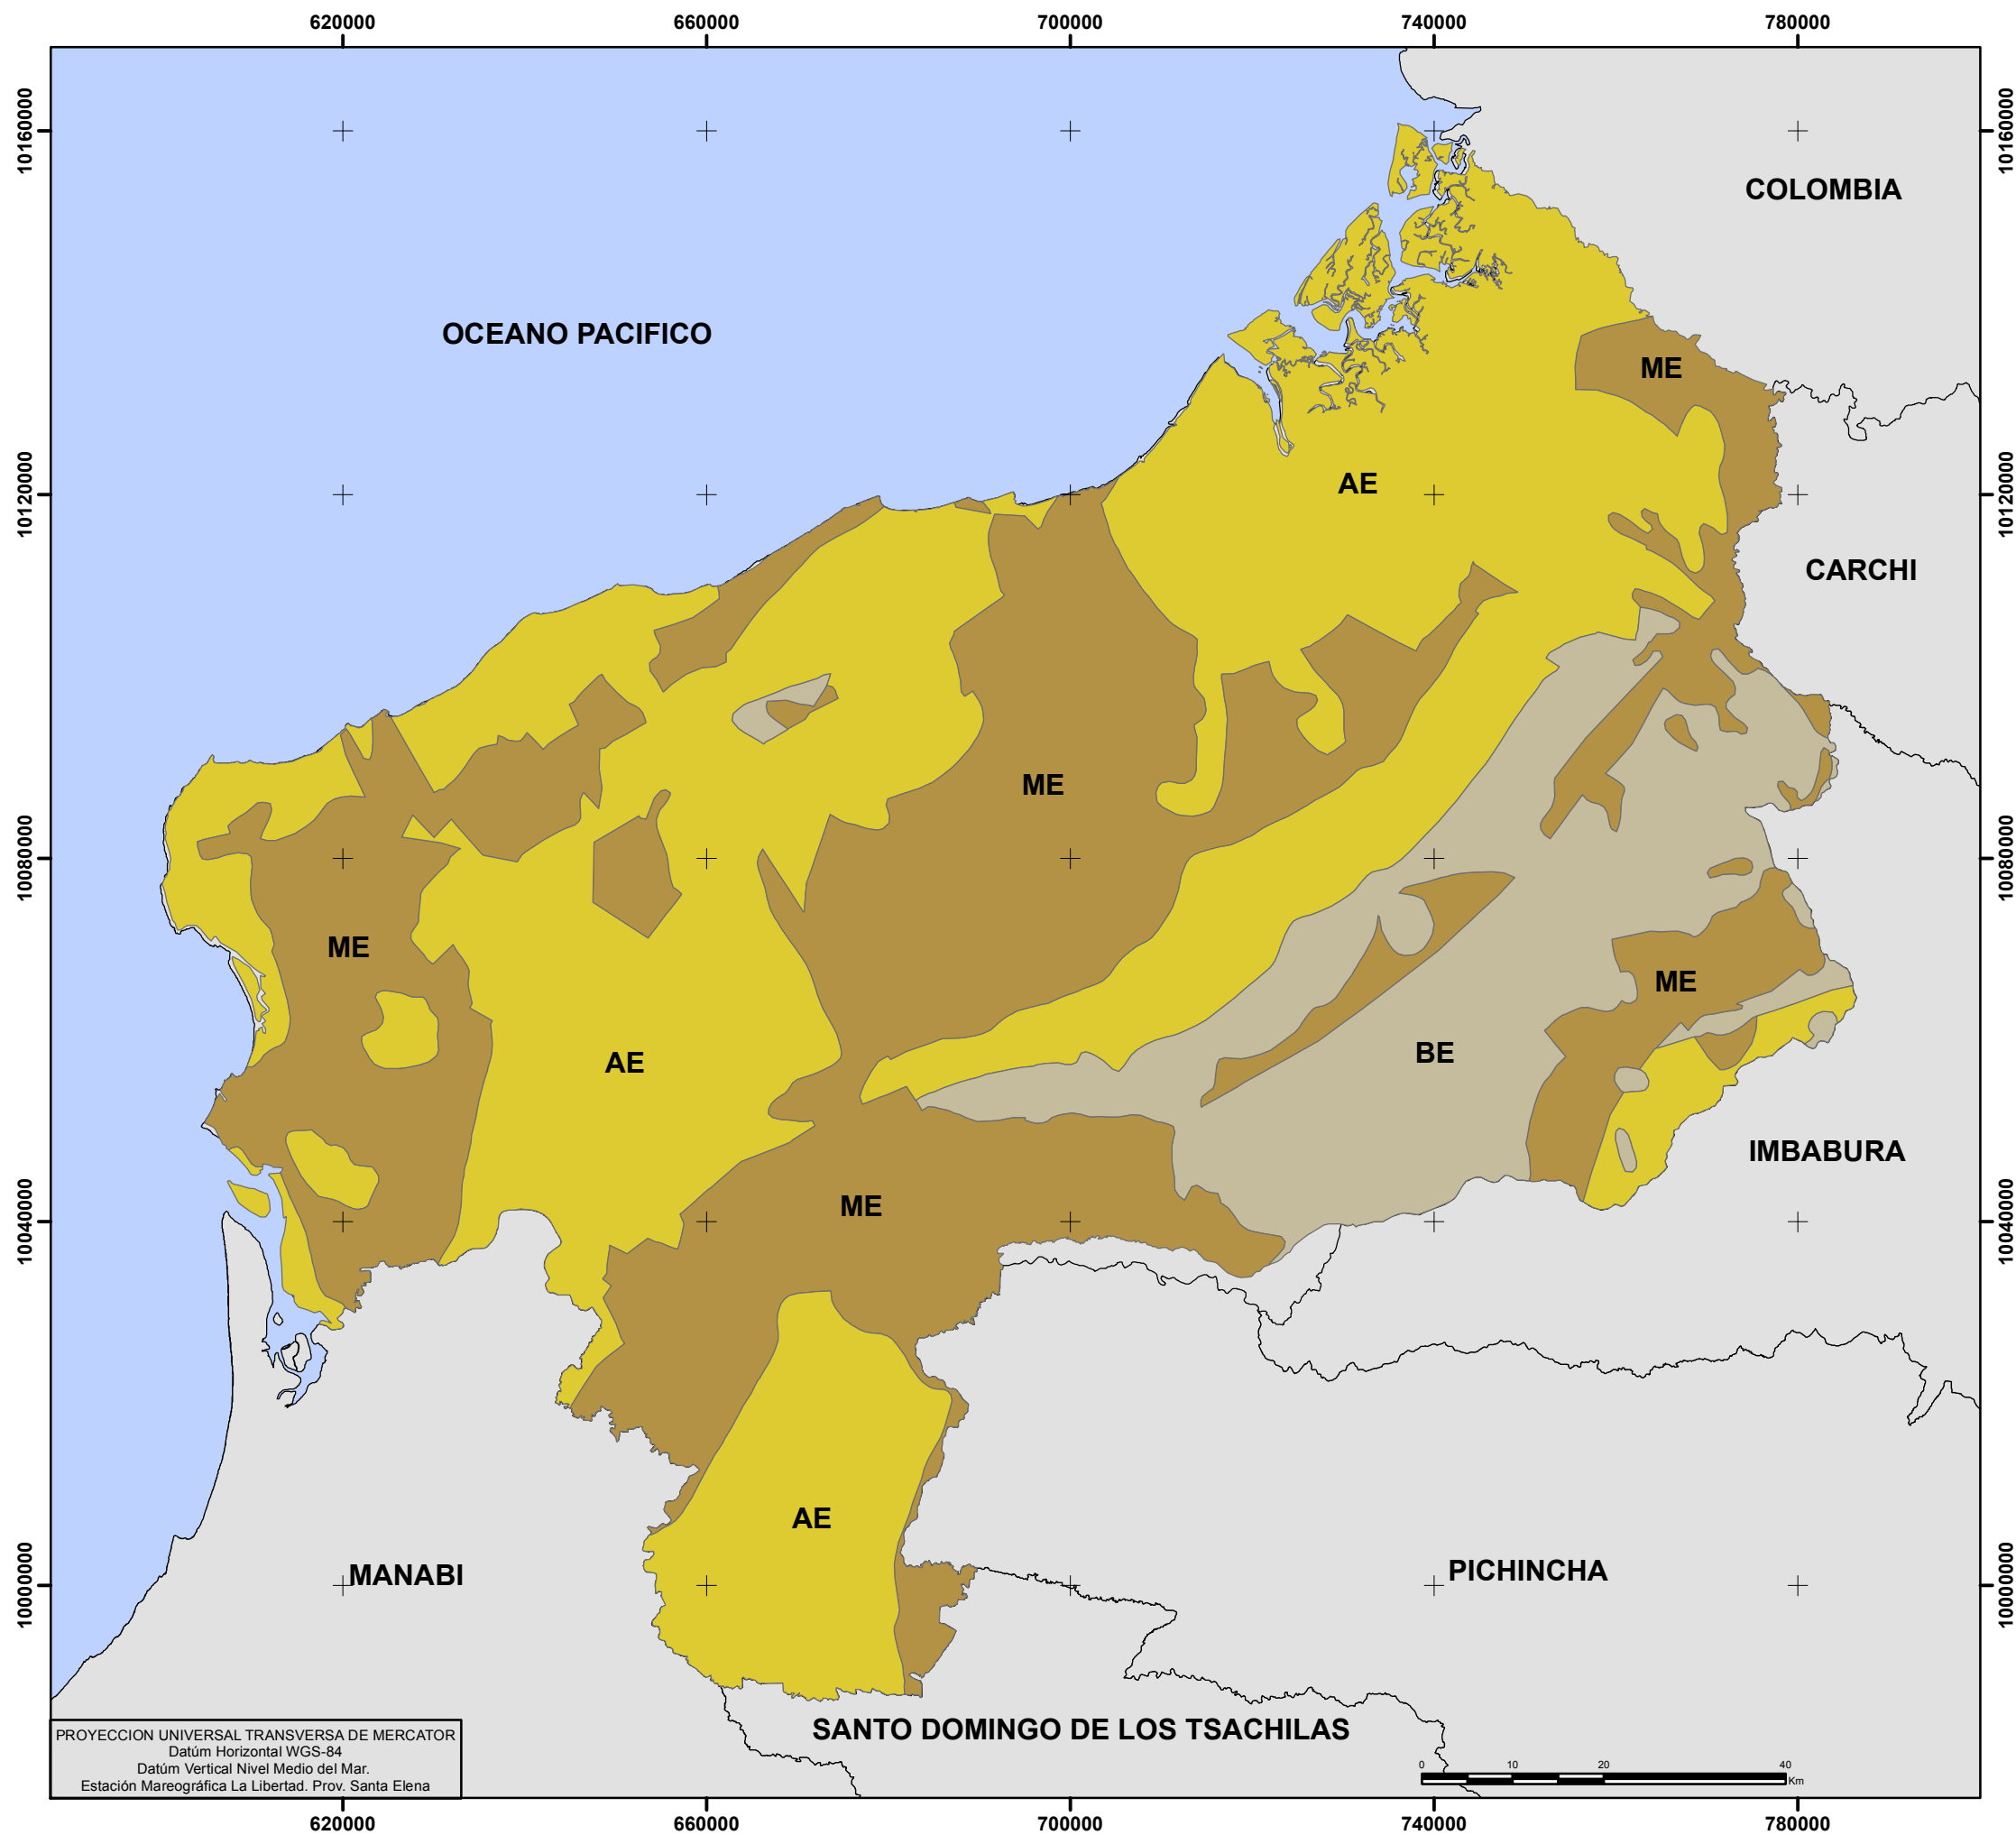 620000 660000 700000 740000 780000
10160000 10160000
COLOMBIA
OCEANO PACIFICO
ME
AE
10120000 10120000
CARCHI
ME
10080000 10080000
ME
ME
BE
AE
IMBABURA
ME
10040000 10040000
AE
PICHINCHA
MANABI
10000000 10000000
SANTO DOMINGO DE LOS TSACHILAS
PROYECCION UNIVERSAL TRANSVERSA DE MERCATOR
Datúm Horizontal WGS-84
Datúm Vertical Nivel Medio del Mar.
Estación Mareográfica La Libertad. Prov. Santa Elena
0 10 20 40
Km
620000 660000 700000 740000 780000